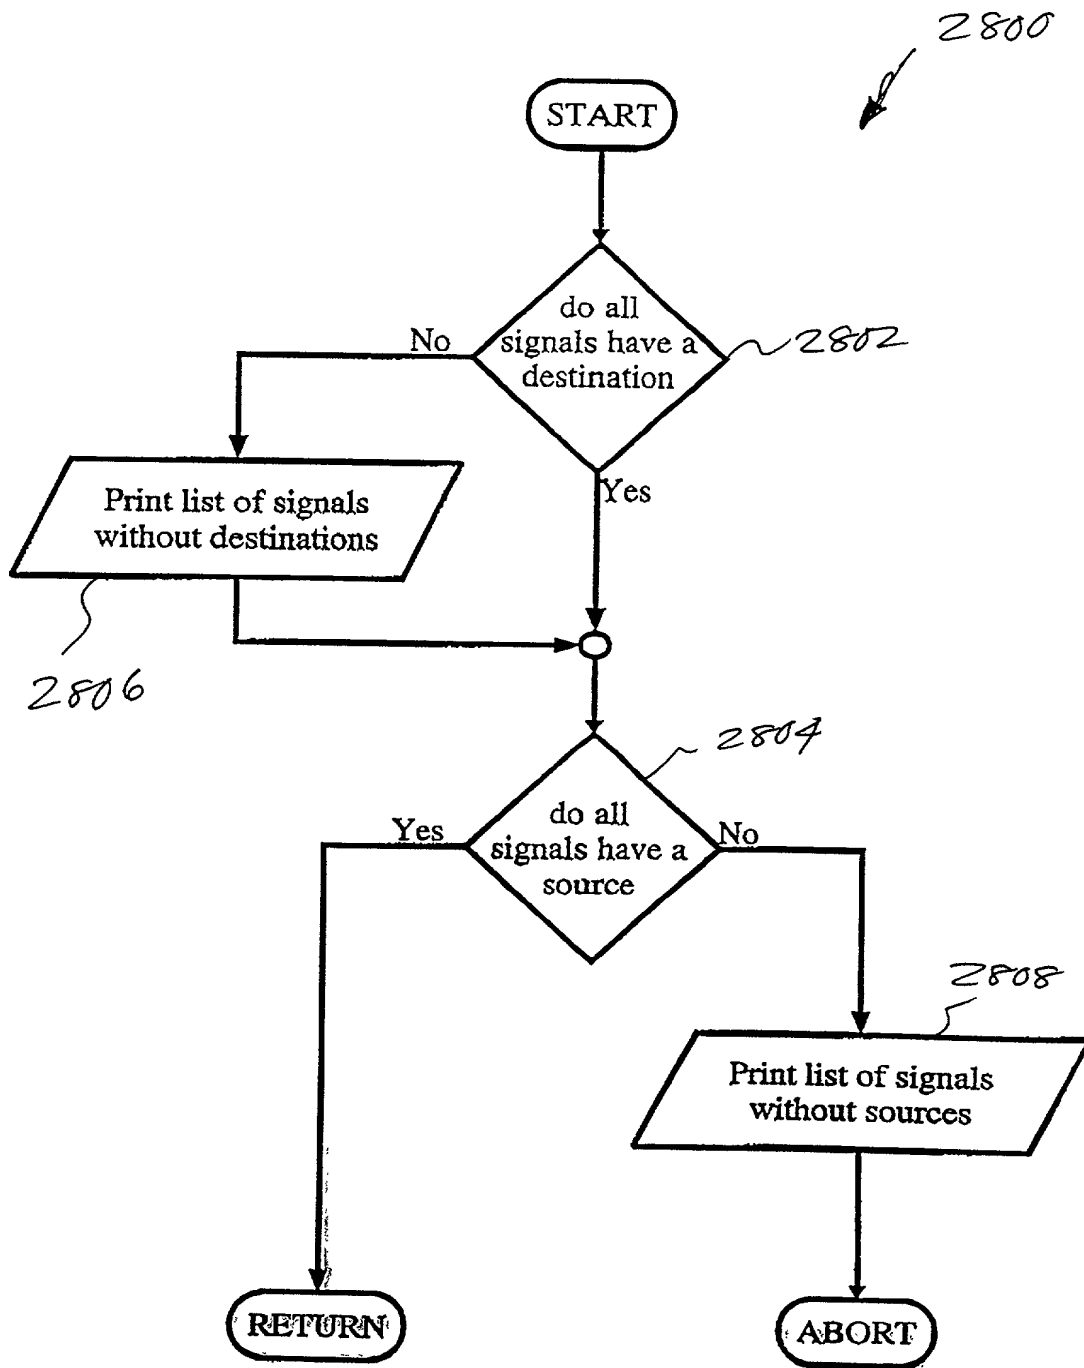 2800
START
do all
signals have a
destination
2802
No
Yes
Print list of signals
without destinations
2806
2804
do all
signals have a
source
Yes
No
2808
Print list of signals
without sources
RETURN
ABORT